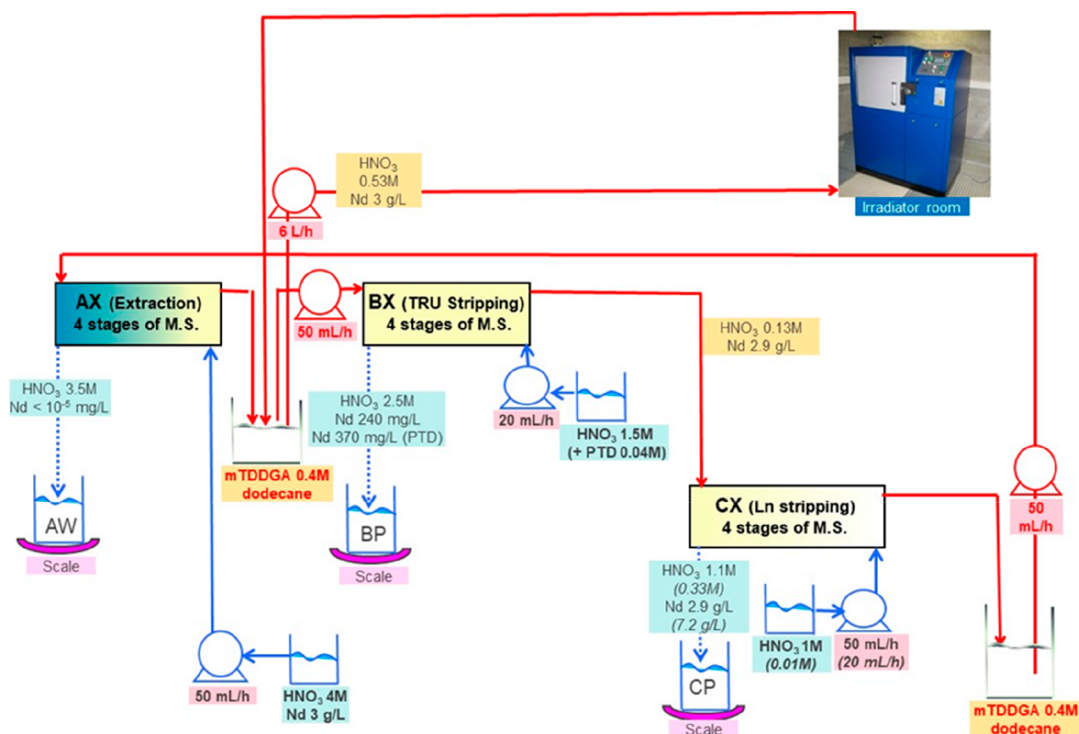 HNO₃
0.53M
Nd 3 g/L
6 L/h
Irradiator room
AX (Extraction)
4 stages of M.S.
50 mL/h
BX (TRU Stripping)
4 stages of M.S.
HNO₃ 0.13M
Nd 2.9 g/L
HNO₃ 3.5M
Nd < 10⁻⁵ mg/L
HNO₃ 2.5M
Nd 240 mg/L
Nd 370 mg/L (PTD)
20 mL/h
HNO₃ 1.5M
(+ PTD 0.04M)
mTDDGA 0.4M
dodecane
AW
Scale
BP
Scale
CX (Ln stripping)
4 stages of M.S.
50
mL/h
HNO₃ 1.1M
(0.33M)
Nd 2.9 g/L
(7.2 g/L)
HNO₃ 1M
(0.01M)
50 mL/h
(20 mL/h)
50 mL/h
HNO₃ 4M
Nd 3 g/L
CP
Scale
mTDDGA 0.4M
dodecane